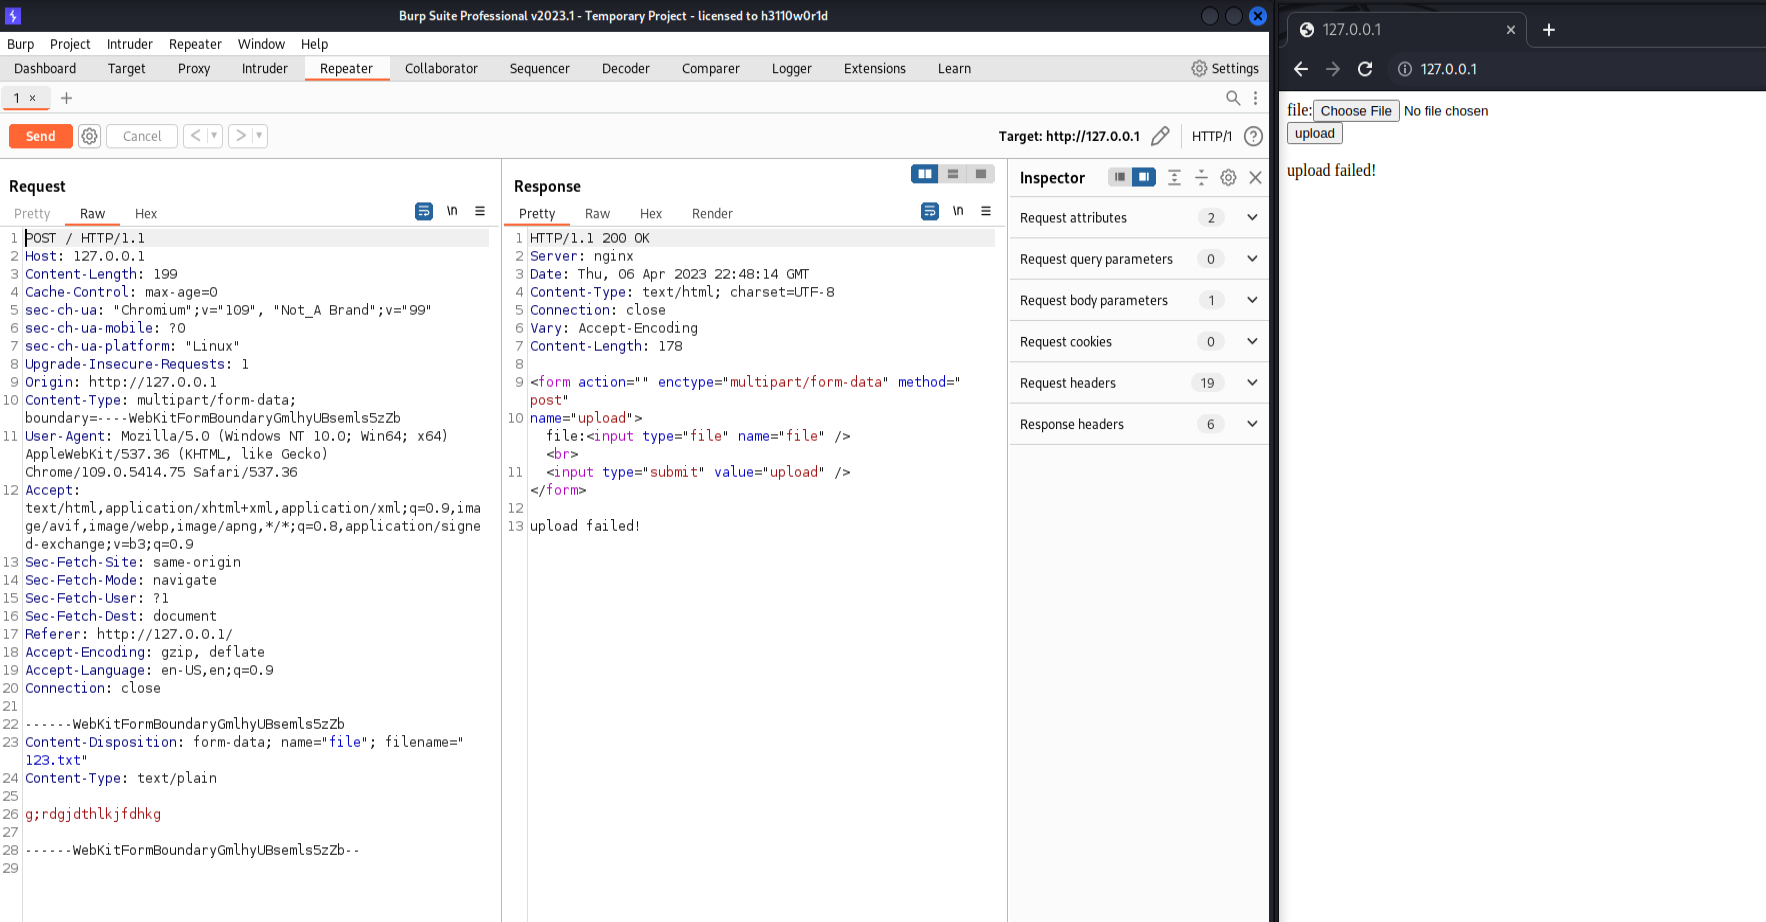 Burp Suite Professional v2023.1 - Temporary Project - licensed to h3110w0r1d
Burp Project Intruder Repeater Window Help
Dashboard Target Proxy Intruder Repeater Collaborator Sequencer Decoder Comparer Logger Extensions Learn Settings
1 × +
Send Cancel < > Target: http://127.0.0.1 HTTP/1 ?
Request
Pretty Raw Hex \n
1 POST / HTTP/1.1
2 Host: 127.0.0.1
3 Content-Length: 199
4 Cache-Control: max-age=0
5 sec-ch-ua: "Chromium";v="109", "Not_A Brand";v="99"
6 sec-ch-ua-mobile: ?0
7 sec-ch-ua-platform: "Linux"
8 Upgrade-Insecure-Requests: 1
9 Origin: http://127.0.0.1
10 Content-Type: multipart/form-data;
boundary=----WebKitFormBoundaryGmlhyUBsemls5zZb
11 User-Agent: Mozilla/5.0 (Windows NT 10.0; Win64; x64)
AppleWebKit/537.36 (KHTML, like Gecko)
Chrome/109.0.5414.75 Safari/537.36
12 Accept:
text/html,application/xhtml+xml,application/xml;q=0.9,ima
ge/avif,image/webp,image/apng,*/*;q=0.8,application/signe
d-exchange;v=b3;q=0.9
13 Sec-Fetch-Site: same-origin
14 Sec-Fetch-Mode: navigate
15 Sec-Fetch-User: ?1
16 Sec-Fetch-Dest: document
17 Referer: http://127.0.0.1/
18 Accept-Encoding: gzip, deflate
19 Accept-Language: en-US,en;q=0.9
20 Connection: close
21
22 ------WebKitFormBoundaryGmlhyUBsemls5zZb
23 Content-Disposition: form-data; name="file"; filename="
123.txt"
24 Content-Type: text/plain
25
26 g;rdgjdthlkjfdhkg
27
28 ------WebKitFormBoundaryGmlhyUBsemls5zZb--
29
Response
Pretty Raw Hex Render \n
1 HTTP/1.1 200 OK
2 Server: nginx
3 Date: Thu, 06 Apr 2023 22:48:14 GMT
4 Content-Type: text/html; charset=UTF-8
5 Connection: close
6 Vary: Accept-Encoding
7 Content-Length: 178
8
9 <form action="" enctype="multipart/form-data" method="
post"
10 name="upload">
file:<input type="file" name="file" />
<br>
11 <input type="submit" value="upload" />
</form>
12
13 upload failed!
Inspector
Request attributes 2
Request query parameters 0
Request body parameters 1
Request cookies 0
Request headers 19
Response headers 6
127.0.0.1 × +
127.0.0.1
file: Choose File No file chosen
upload
upload failed!